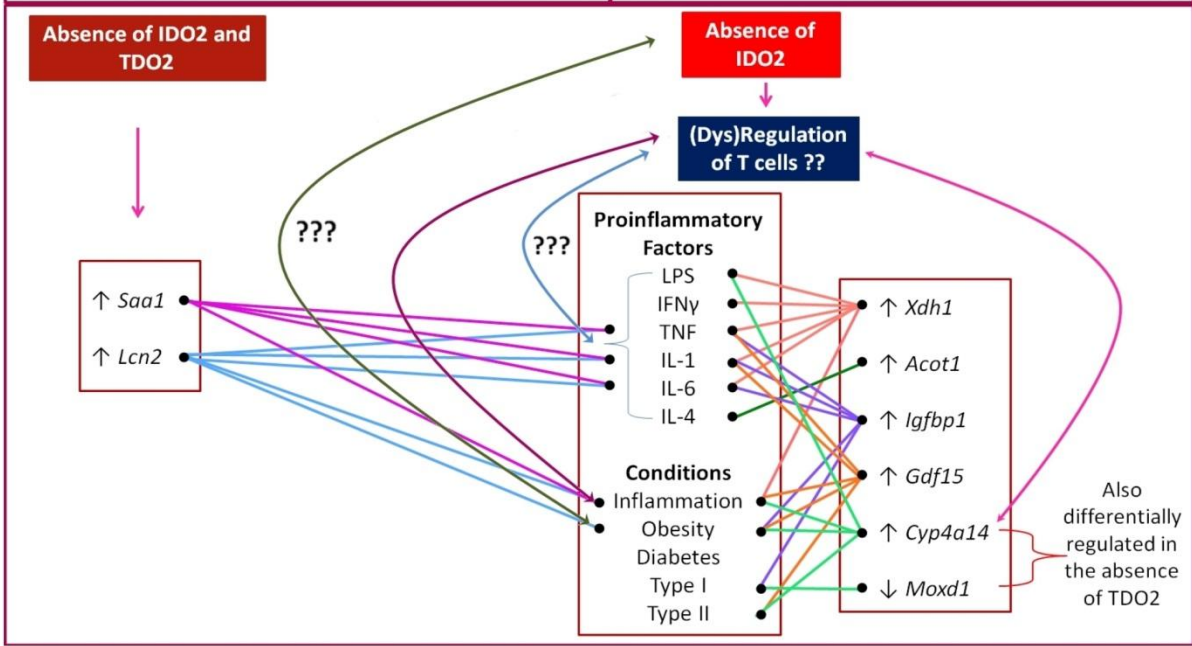 Absence of IDO2 and
TDO2
Absence of
IDO2
(Dys)Regulation
of T cells ??
???
???
↑ Saa1
↑ Lcn2
Proinflammatory
Factors
LPS
IFNγ
TNF
IL-1
IL-6
IL-4
Conditions
Inflammation
Obesity
Diabetes
Type I
Type II
↑ Xdh1
↑ Acot1
↑ Igfbp1
↑ Gdf15
↑ Cyp4a14
↓ Moxd1
Also
differentially
regulated in
the absence
of TDO2